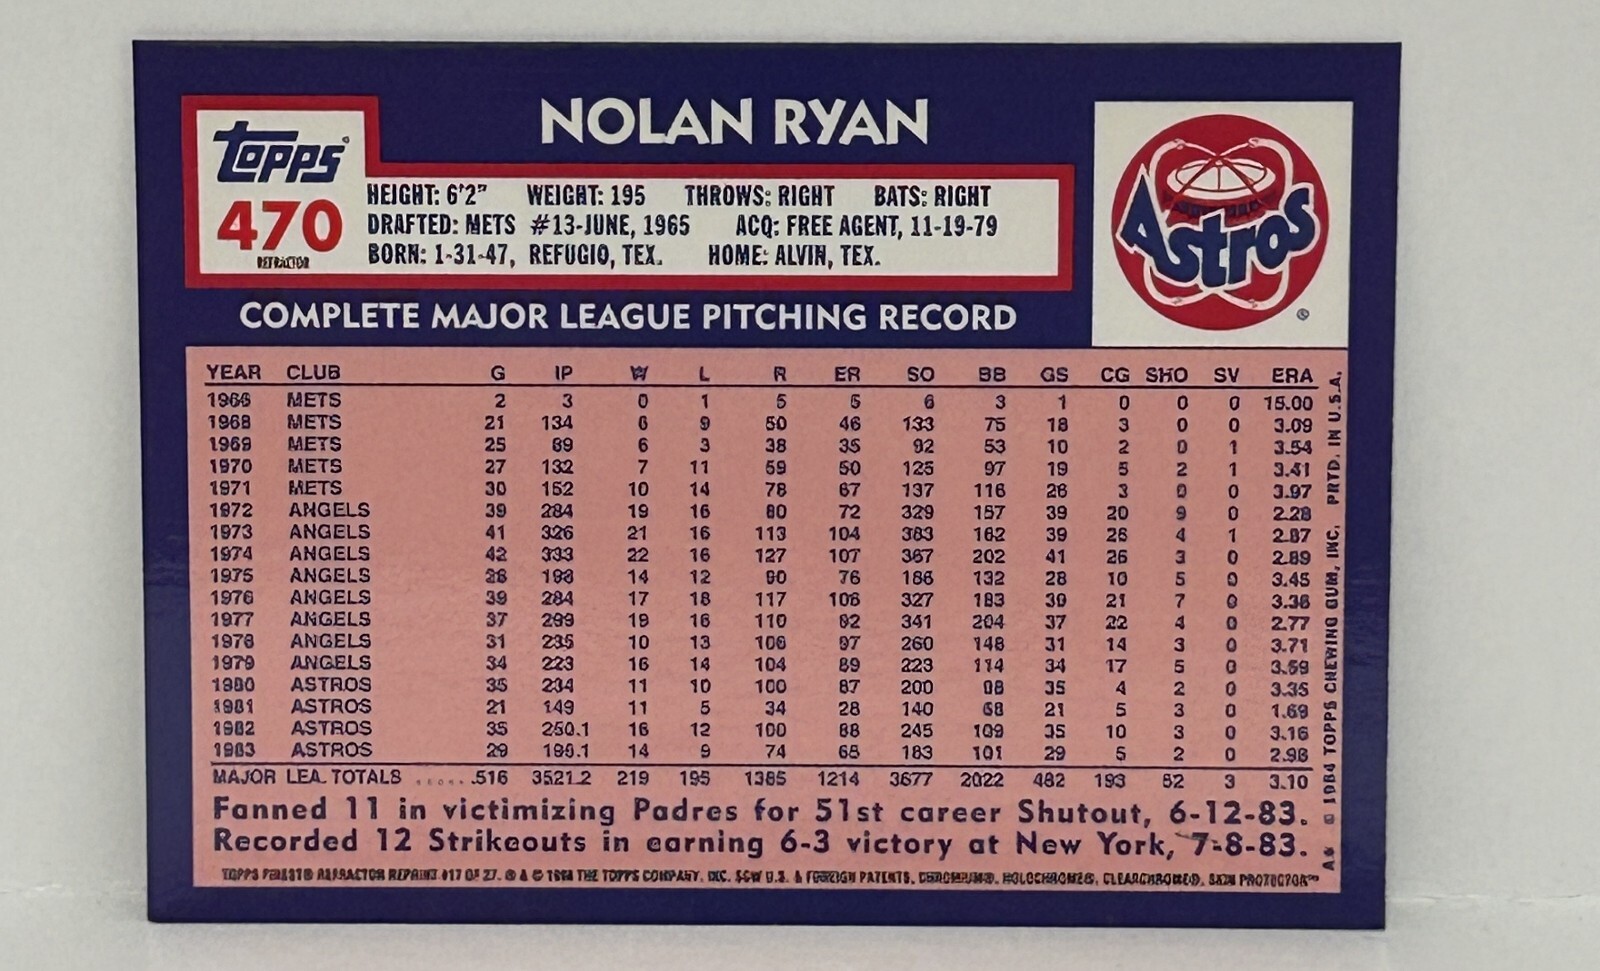 NOLAN RYAN
Topps
470
REFRACTOR
HEIGHT: 6'2" WEIGHT: 195 THROWS: RIGHT BATS: RIGHT
DRAFTED: METS #13-JUNE, 1965 ACQ: FREE AGENT, 11-19-79
BORN: 1-31-47, REFUGIO, TEX. HOME: ALVIN, TEX.
Astros
®
COMPLETE MAJOR LEAGUE PITCHING RECORD
YEAR CLUB G IP W L R ER SO BB GS CG SHO SV ERA
1966 METS 2 3 0 1 5 5 6 3 1 0 0 0 15.00
1968 METS 21 134 6 9 50 46 133 75 18 3 0 0 3.09
1969 METS 25 89 6 3 38 35 92 53 10 2 0 1 3.54
1970 METS 27 132 7 11 59 50 125 97 19 5 2 1 3.41
1971 METS 30 152 10 14 78 67 137 116 26 3 0 0 3.97
1972 ANGELS 39 284 19 16 80 72 329 157 39 20 9 0 2.28
1973 ANGELS 41 326 21 16 113 104 383 162 39 26 4 1 2.87
1974 ANGELS 42 333 22 16 127 107 367 202 41 26 3 0 2.89
1975 ANGELS 28 198 14 12 90 76 186 132 28 10 5 0 3.45
1976 ANGELS 39 284 17 18 117 106 327 183 39 21 7 0 3.36
1977 ANGELS 37 299 19 16 110 92 341 204 37 22 4 0 2.77
1978 ANGELS 31 235 10 13 106 97 260 148 31 14 3 0 3.71
1979 ANGELS 34 223 16 14 104 89 223 114 34 17 5 0 3.59
1980 ASTROS 35 234 11 10 100 87 200 98 35 4 2 0 3.35
1981 ASTROS 21 149 11 5 34 28 140 68 21 5 3 0 1.69
1982 ASTROS 35 250.1 16 12 100 88 245 109 35 10 3 0 3.16
1983 ASTROS 29 196.1 14 9 74 65 183 101 29 5 2 0 2.98
MAJOR LEA. TOTALS 516 3521.2 219 195 1385 1214 3677 2022 482 193 52 3 3.10
Fanned 11 in victimizing Padres for 51st career Shutout, 6-12-83.
Recorded 12 Strikeouts in earning 6-3 victory at New York, 7-8-83.
TOPPS FINEST® REFRACTOR REPRINT #17 OF 27. ® & © THE TOPPS COMPANY, INC. U.S. & FOREIGN PATENTS, CHROMIUM®, HOLOCHROME®, CLEARCHROME®, SKIN PROTECTOR™
A* © 1984 TOPPS CHEWING GUM, INC. PRTD. IN U.S.A.